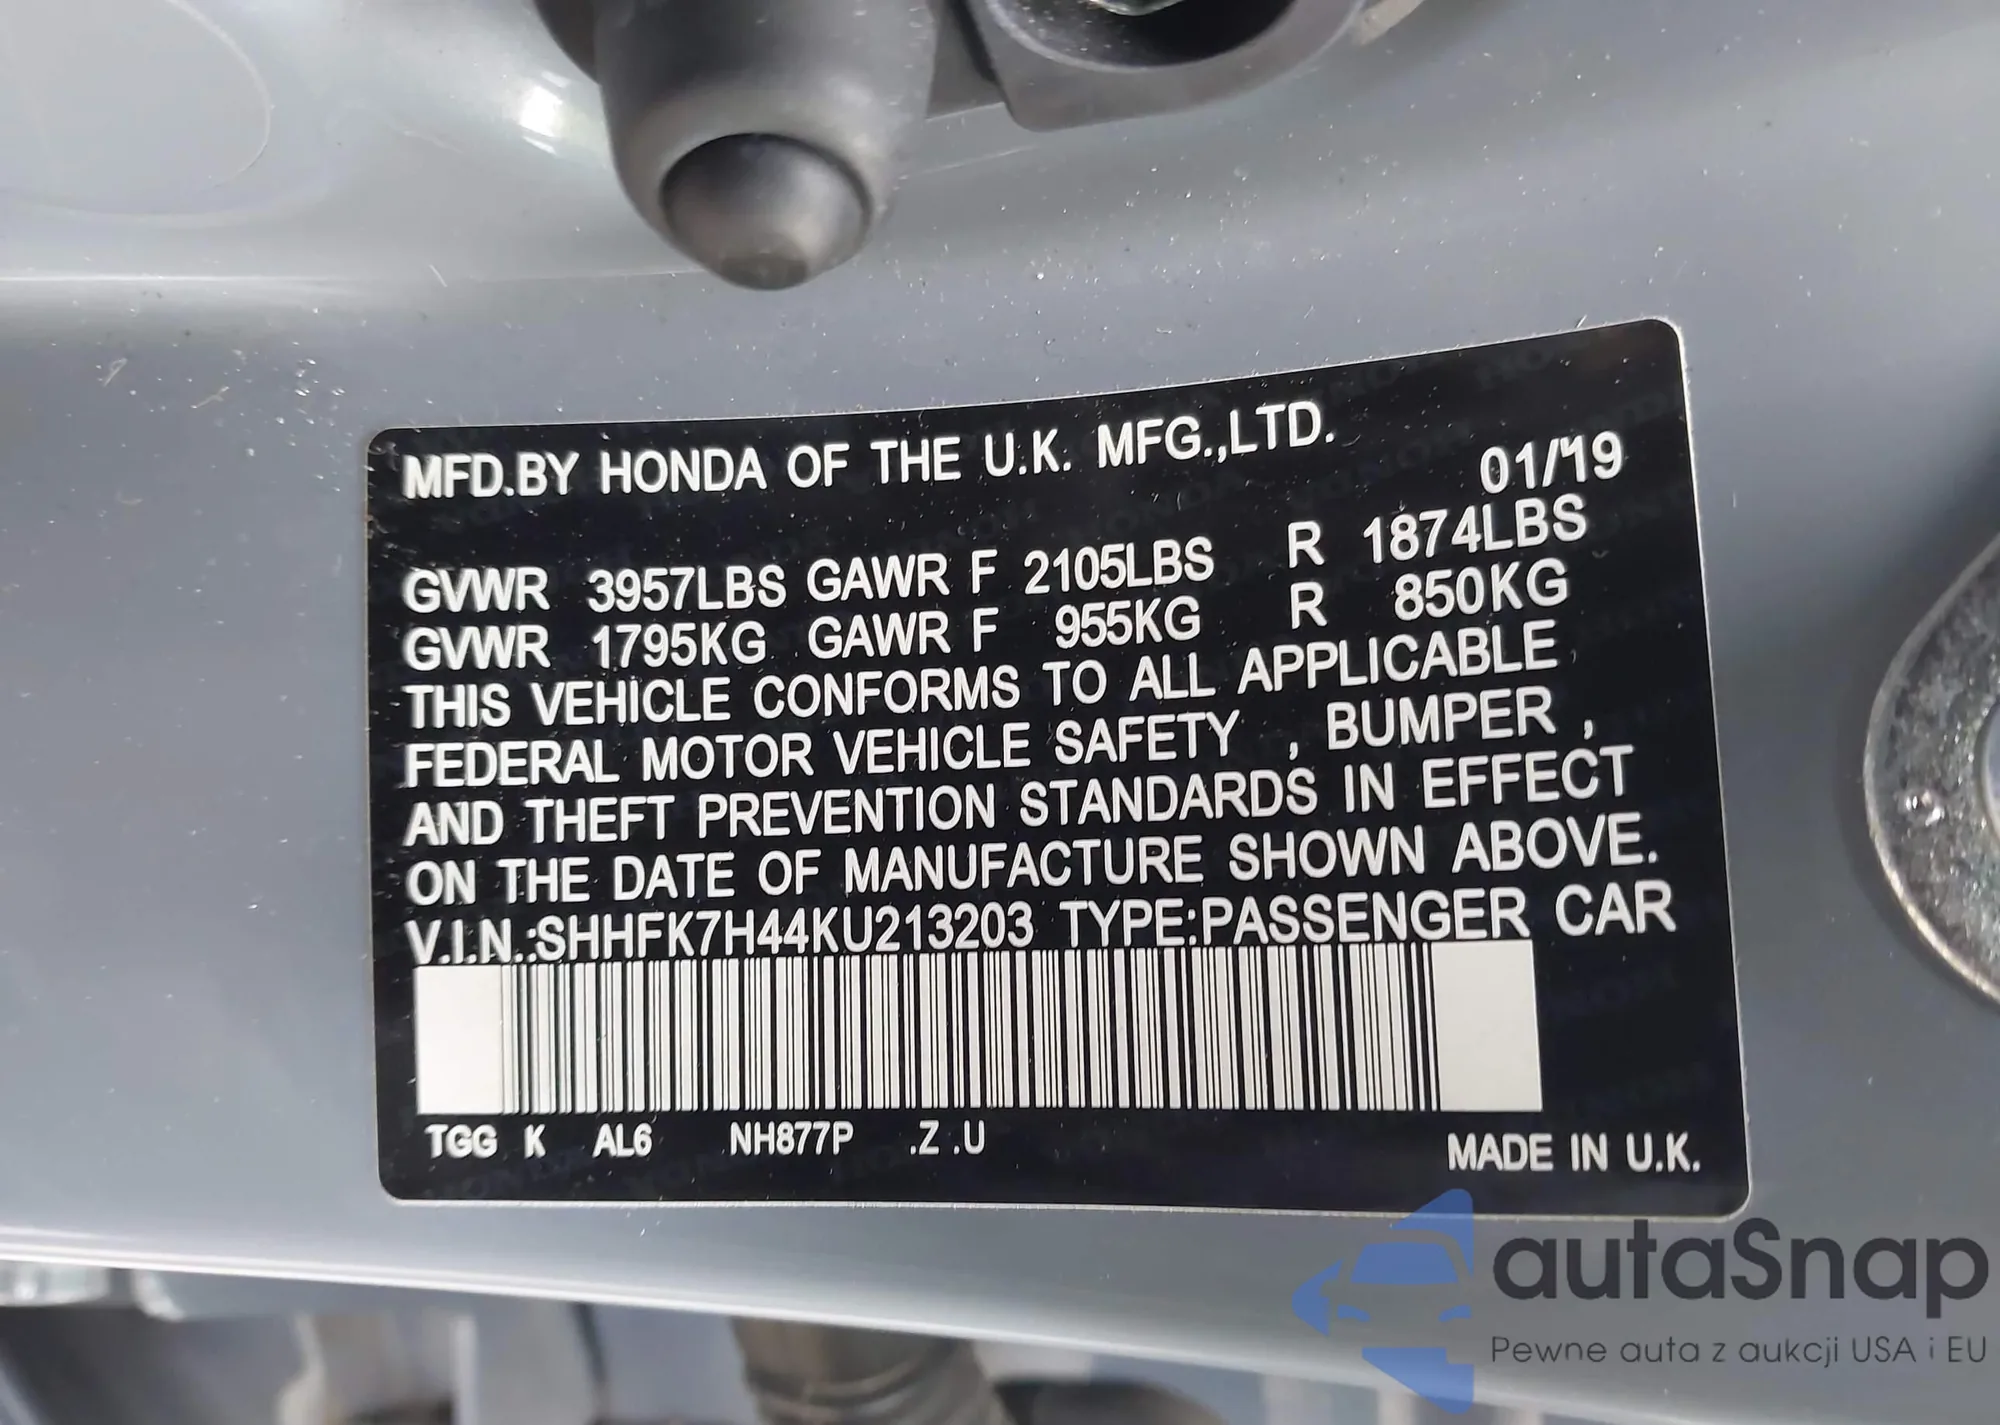 MFD.BY HONDA OF THE U.K. MFG.,LTD.
01/'19
GVWR 3957LBS GAWR F 2105LBS R 1874LBS
GVWR 1795KG GAWR F 955KG R 850KG
THIS VEHICLE CONFORMS TO ALL APPLICABLE
FEDERAL MOTOR VEHICLE SAFETY , BUMPER ,
AND THEFT PREVENTION STANDARDS IN EFFECT
ON THE DATE OF MANUFACTURE SHOWN ABOVE.
V.I.N.:SHHFK7H44KU213203 TYPE:PASSENGER CAR
TGG K AL6 NH877P .Z .U
MADE IN U.K.
autaSnap
Pewne auta z aukcji USA i EU